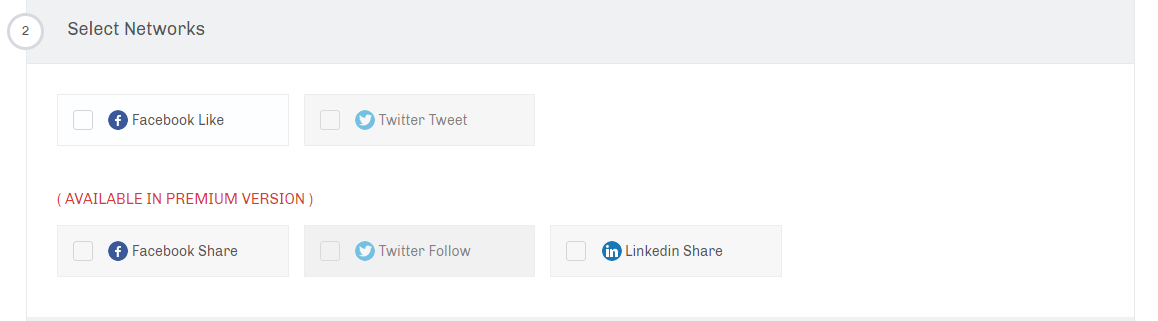 2
Select Networks
Facebook Like
Twitter Tweet
( AVAILABLE IN PREMIUM VERSION )
Facebook Share
Twitter Follow
Linkedin Share